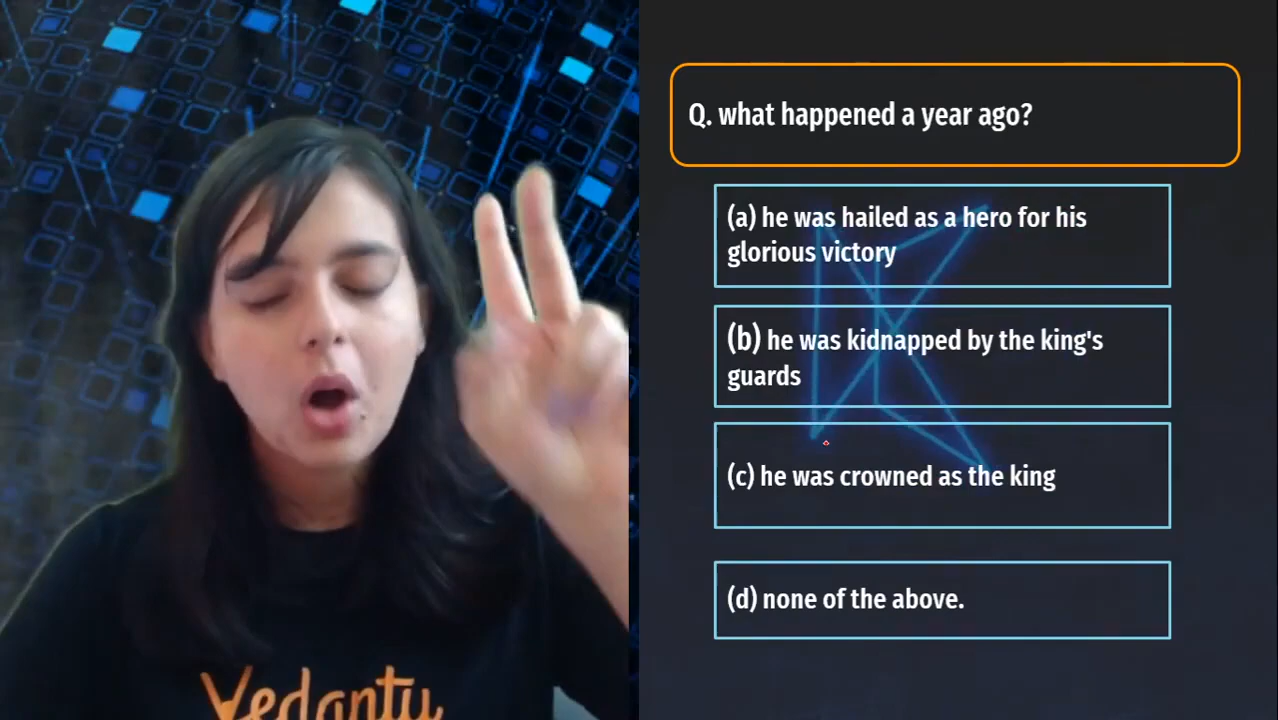 Q. what happened a year ago?
(a) he was hailed as a hero for his
glorious victory
(b) he was kidnapped by the king's
guards
(c) he was crowned as the king
(d) none of the above.
Vedantu